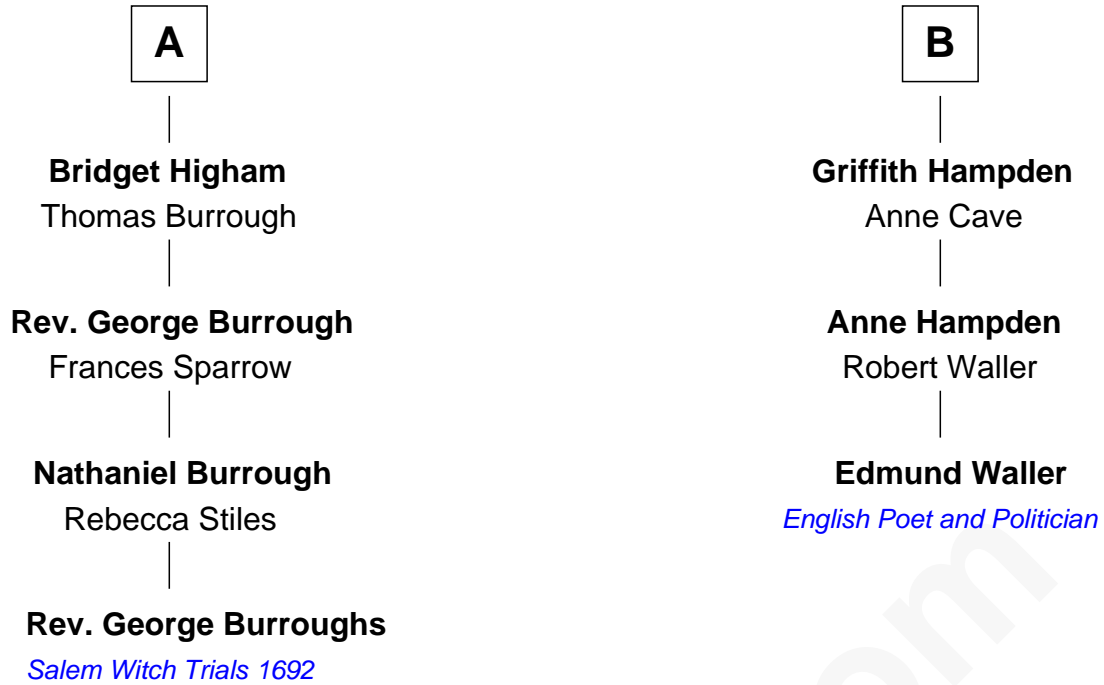 A
Bridget Higham
Thomas Burrough
Rev. George Burrough
Frances Sparrow
Nathaniel Burrough
Rebecca Stiles
Rev. George Burroughs
Salem Witch Trials 1692
B
Griffith Hampden
Anne Cave
Anne Hampden
Robert Waller
Edmund Waller
English Poet and Politician